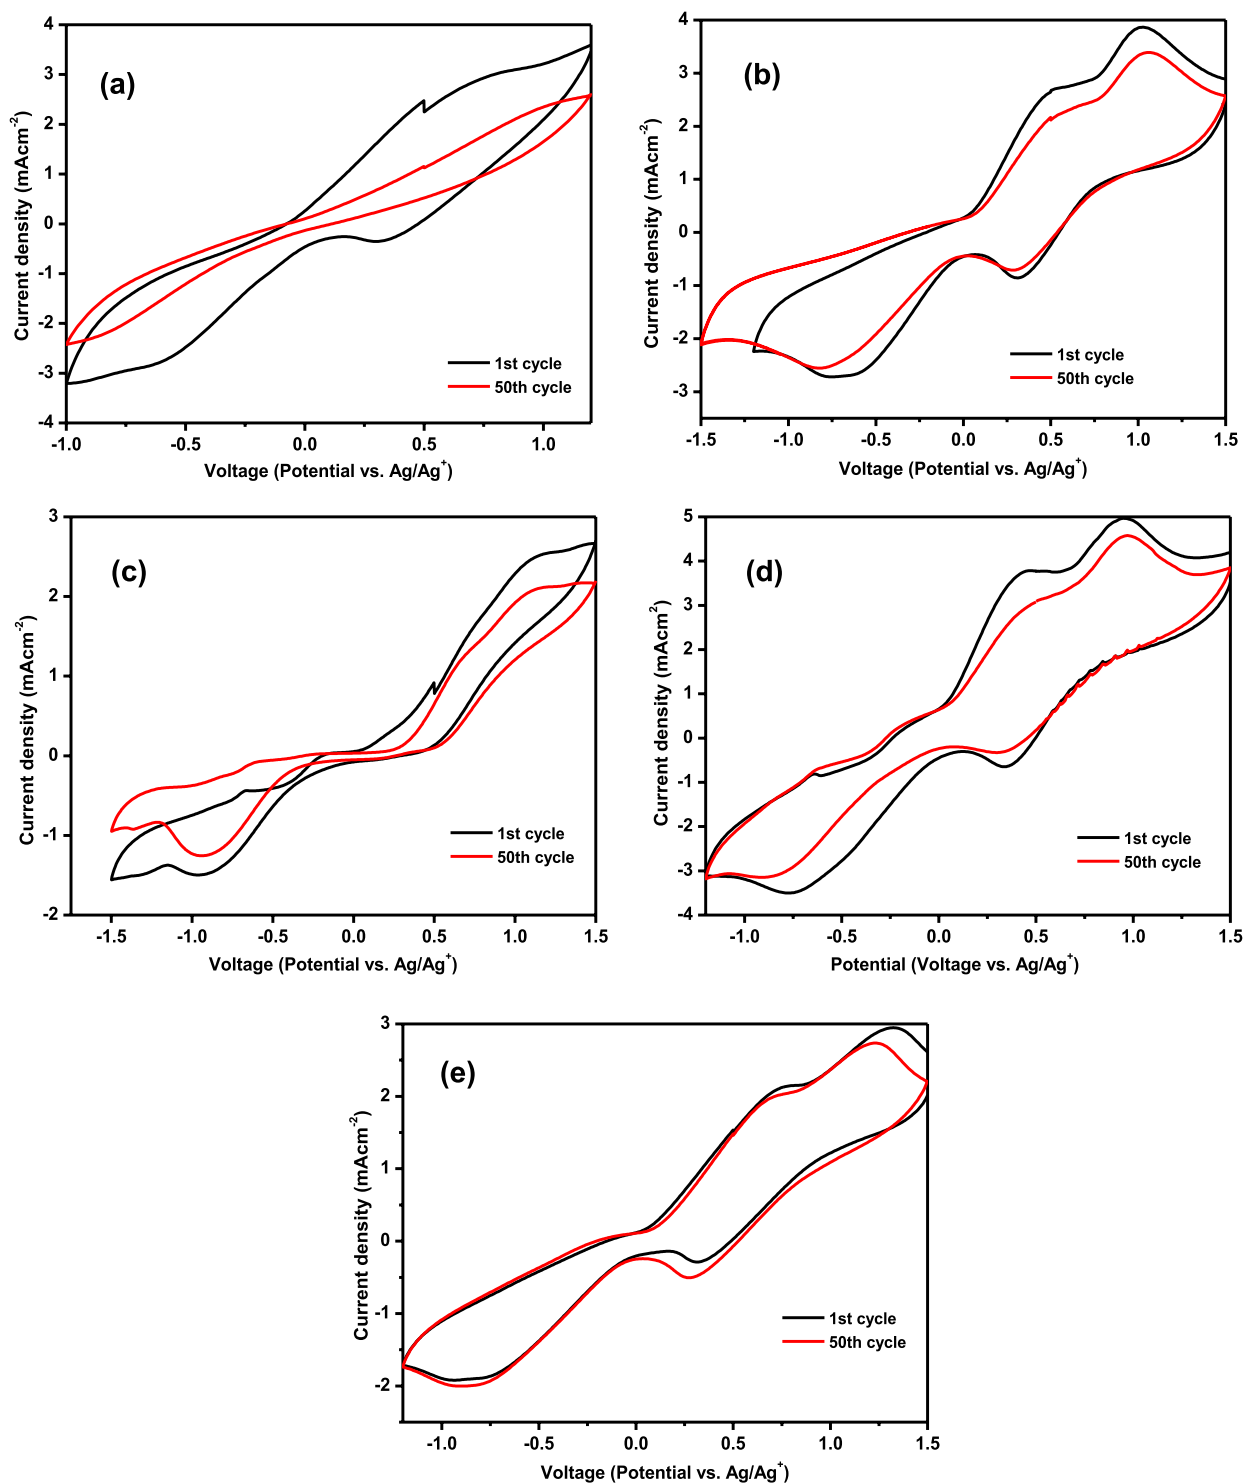 (a)
Current density (mAcm-2)
4
3
2
1
0
-1
-2
-3
-4
1st cycle
50th cycle
-1.0 -0.5 0.0 0.5 1.0
Voltage (Potential vs. Ag/Ag+)
(b)
Current density (mAcm-2)
4
3
2
1
0
-1
-2
-3
1st cycle
50th cycle
-1.5 -1.0 -0.5 0.0 0.5 1.0 1.5
Voltage (Potential vs. Ag/Ag+)
(c)
Current density (mAcm-2)
3
2
1
0
-1
-2
1st cycle
50th cycle
-1.5 -1.0 -0.5 0.0 0.5 1.0 1.5
Voltage (Potential vs. Ag/Ag+)
(d)
Current density (mAcm2)
5
4
3
2
1
0
-1
-2
-3
-4
1st cycle
50th cycle
-1.0 -0.5 0.0 0.5 1.0 1.5
Potential (Voltage vs. Ag/Ag+)
(e)
Current density (mAcm-2)
3
2
1
0
-1
-2
1st cycle
50th cycle
-1.0 -0.5 0.0 0.5 1.0 1.5
Voltage (Potential vs. Ag/Ag+)